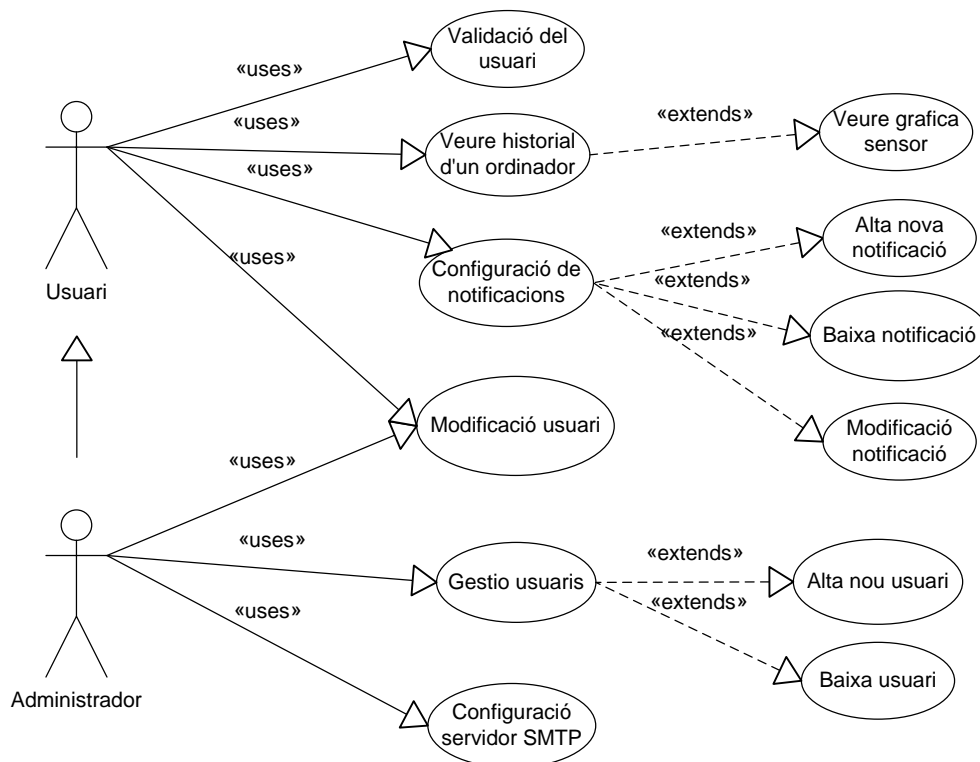 Validació del
usuari
«uses»
«uses»
Veure historial
d'un ordinador
«extends»
Veure grafica
sensor
«uses»
«uses»
Configuració de
notificacions
«extends»
Alta nova
notificació
«extends»
Baixa notificació
«extends»
Modificació
notificació
Usuari
Modificació usuari
«uses»
«uses»
Gestio usuaris
«extends»
Alta nou usuari
«extends»
Baixa usuari
«uses»
Configuració
servidor SMTP
Administrador